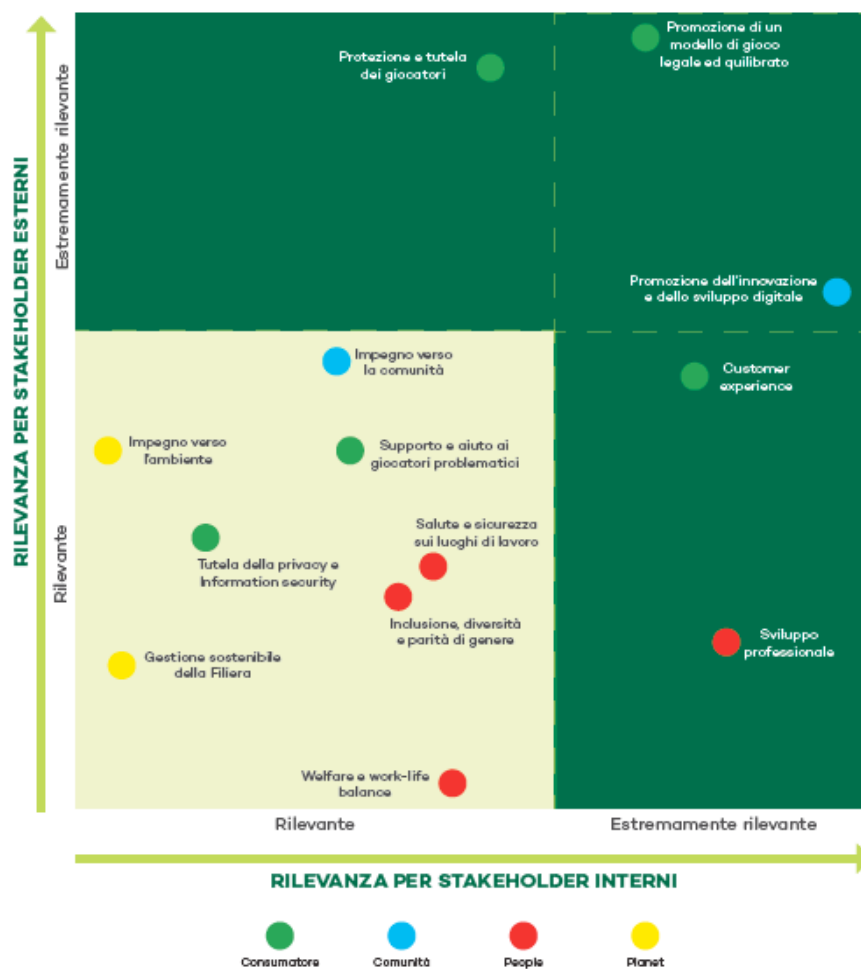 Promozione di un
modello di gioco
legale ed quilibrato
Protezione e tutela
dei giocatori
Estremamente rilevante
RILEVANZA PER STAKEHOLDER ESTERNI
Promozione dell'innovazione
e dello sviluppo digitale
Impegno verso
la comunità
Customer
experience
Impegno verso
l'ambiente
Supporto e aiuto ai
giocatori problematici
Salute e sicurezza
sui luoghi di lavoro
Rilevante
Tutela della privacy e
Information security
Inclusione, diversità
e parità di genere
Sviluppo
professionale
Gestione sostenibile
della Filiera
Welfare e work-life
balance
Rilevante
Estremamente rilevante
RILEVANZA PER STAKEHOLDER INTERNI
Consumatore
Comunità
People
Planet